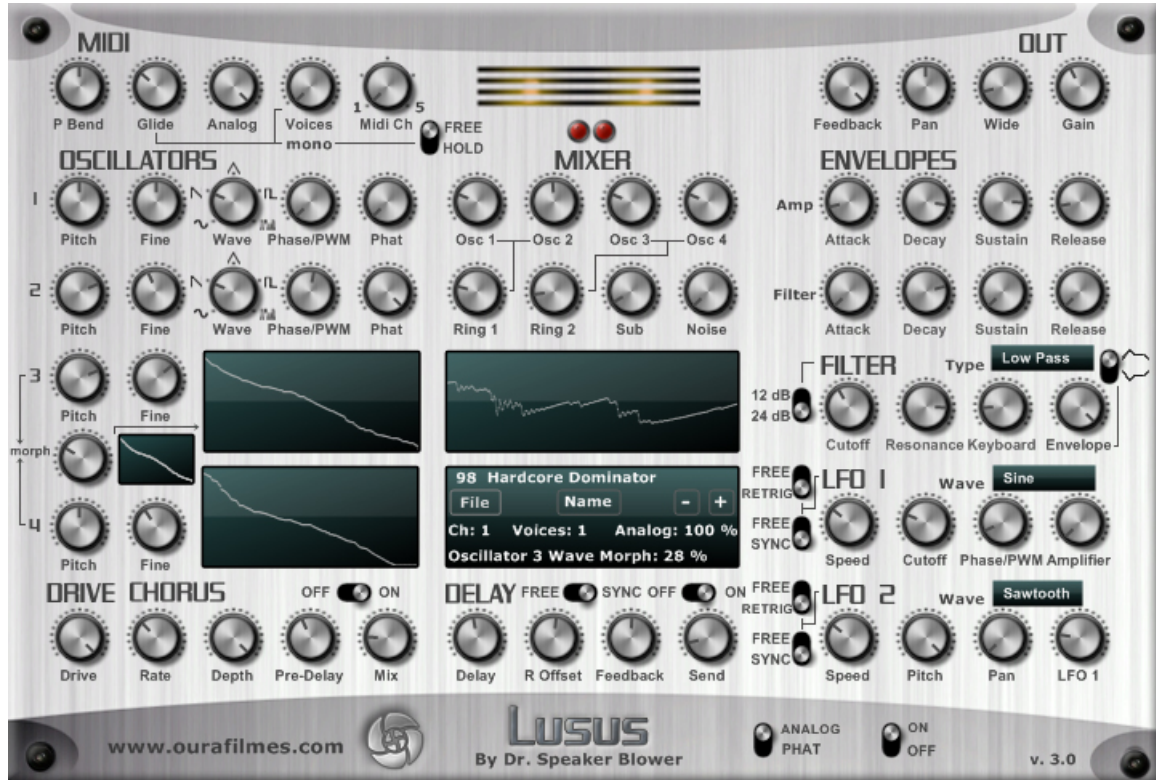 MIDI
OUT
P Bend Glide Analog Voices Midi Ch 1 5
Feedback Pan Wide Gain
mono
FREE
HOLD
OSCILLATORS
MIXER
ENVELOPES
1
Amp
Pitch Fine Wave Phase/PWM Phat
Osc 1 Osc 2 Osc 3 Osc 4
Attack Decay Sustain Release
2
Filter
Pitch Fine Wave Phase/PWM Phat
Ring 1 Ring 2 Sub Noise
Attack Decay Sustain Release
3
Pitch Fine
morph
4
Pitch Fine
12 dB
24 dB
FILTER
Type Low Pass
Cutoff Resonance Keyboard Envelope
98 Hardcore Dominator
File Name - +
Ch: 1 Voices: 1 Analog: 100 %
Oscillator 3 Wave Morph: 28 %
FREE
RETRIG
FREE
SYNC
LFO 1
Wave Sine
Speed Cutoff Phase/PWM Amplifier
DRIVE CHORUS OFF ON
Drive Rate Depth Pre-Delay Mix
DELAY FREE SYNC OFF ON
Delay R Offset Feedback Send
FREE
RETRIG
FREE
SYNC
LFO 2
Wave Sawtooth
Speed Pitch Pan LFO 1
www.ourafilmes.com
Lusus
By Dr. Speaker Blower
ANALOG
PHAT
ON
OFF
v. 3.0